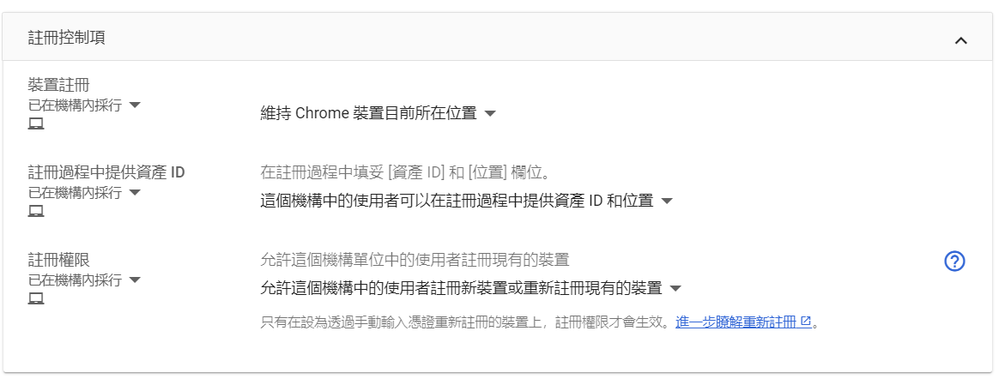 註冊控制項
裝置註冊
已在機構內採行
維持 Chrome 裝置目前所在位置
註冊過程中提供資產 ID
已在機構內採行
在註冊過程中填妥 [資產 ID] 和 [位置] 欄位。
這個機構中的使用者可以在註冊過程中提供資產 ID 和位置
註冊權限
已在機構內採行
允許這個機構單位中的使用者註冊現有的裝置
允許這個機構中的使用者註冊新裝置或重新註冊現有的裝置
只有在設為透過手動輸入憑證重新註冊的裝置上，註冊權限才會生效。進一步瞭解重新註冊。